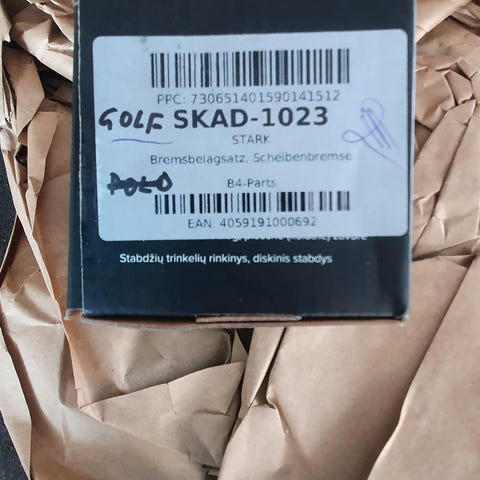 PPC: 730651401590141512
GOLF SKAD-1023
STARK
Bremsbelagsatz, Scheibenbremse
POLO B4-Parts
EAN: 4059191000692
Stabdžių trinkelių rinkinys, diskinis stabdys